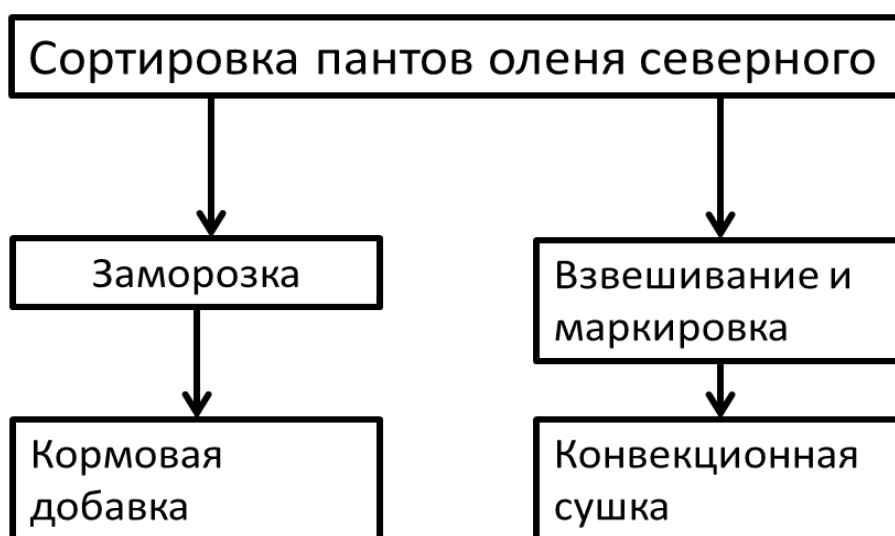 Сортировка пантов оленя северного
Заморозка
Взвешивание и
маркировка
Кормовая
добавка
Конвекционная
сушка